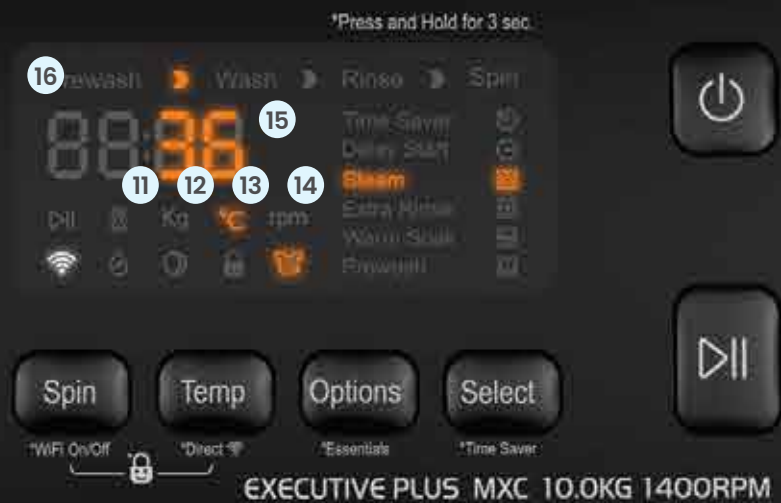 *Press and Hold for 3 sec
16 rewash Wash Rinse Spin
36 15
Time Saver
Delay Start
11 12 13 14 Steam
Kg °C rpm Extra Rinse
Warm Soak
Prewash
Spin Temp Options Select
*WiFi On/Off *Direct *Essentials *Time Saver
EXECUTIVE PLUS MXC 10.0KG 1400RPM